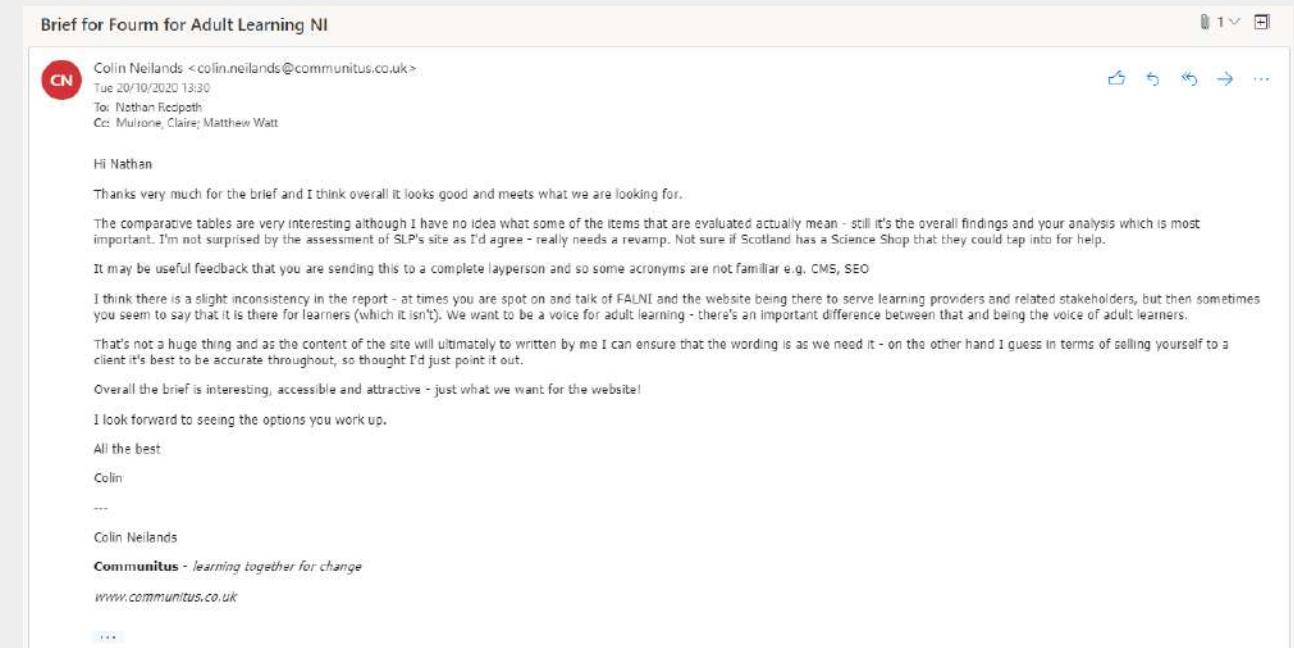 Brief for Fourm for Adult Learning NI
1
CN
Colin Neilands <colin.neilands@communitus.co.uk>
Tue 20/10/2020 13:30
To: Nathan Redpath
Cc: Mulrone, Claire; Matthew Watt
Hi Nathan
Thanks very much for the brief and I think overall it looks good and meets what we are looking for.
The comparative tables are very interesting although I have no idea what some of the items that are evaluated actually mean - still it's the overall findings and your analysis which is most
important. I'm not surprised by the assessment of SLP's site as I'd agree - really needs a revamp. Not sure if Scotland has a Science Shop that they could tap into for help.
It may be useful feedback that you are sending this to a complete layperson and so some acronyms are not familiar e.g. CMS, SEO
I think there is a slight inconsistency in the report - at times you are spot on and talk of FALNI and the website being there to serve learning providers and related stakeholders, but then sometimes
you seem to say that it is there for learners (which it isn't). We want to be a voice for adult learning - there's an important difference between that and being the voice of adult learners.
That's not a huge thing and as the content of the site will ultimately to written by me I can ensure that the wording is as we need it - on the other hand I guess in terms of selling yourself to a
client it's best to be accurate throughout, so thought I'd just point it out.
Overall the brief is interesting, accessible and attractive - just what we want for the website!
I look forward to seeing the options you work up.
All the best
Colin
---
Colin Neilands
Communitus - learning together for change
www.communitus.co.uk
...